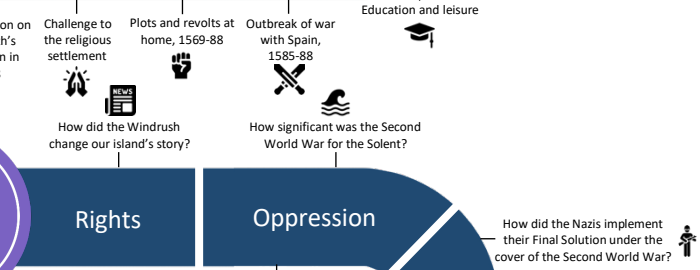 Education and leisure
on on
h's
n in
Challenge to
the religious
settlement
Plots and revolts at
home, 1569-88
Outbreak of war
with Spain,
1585-88
NEWS
How did the Windrush
change our island's story?
How significant was the Second
World War for the Solent?
Rights
Oppression
How did the Nazis implement
their Final Solution under the
cover of the Second World War?